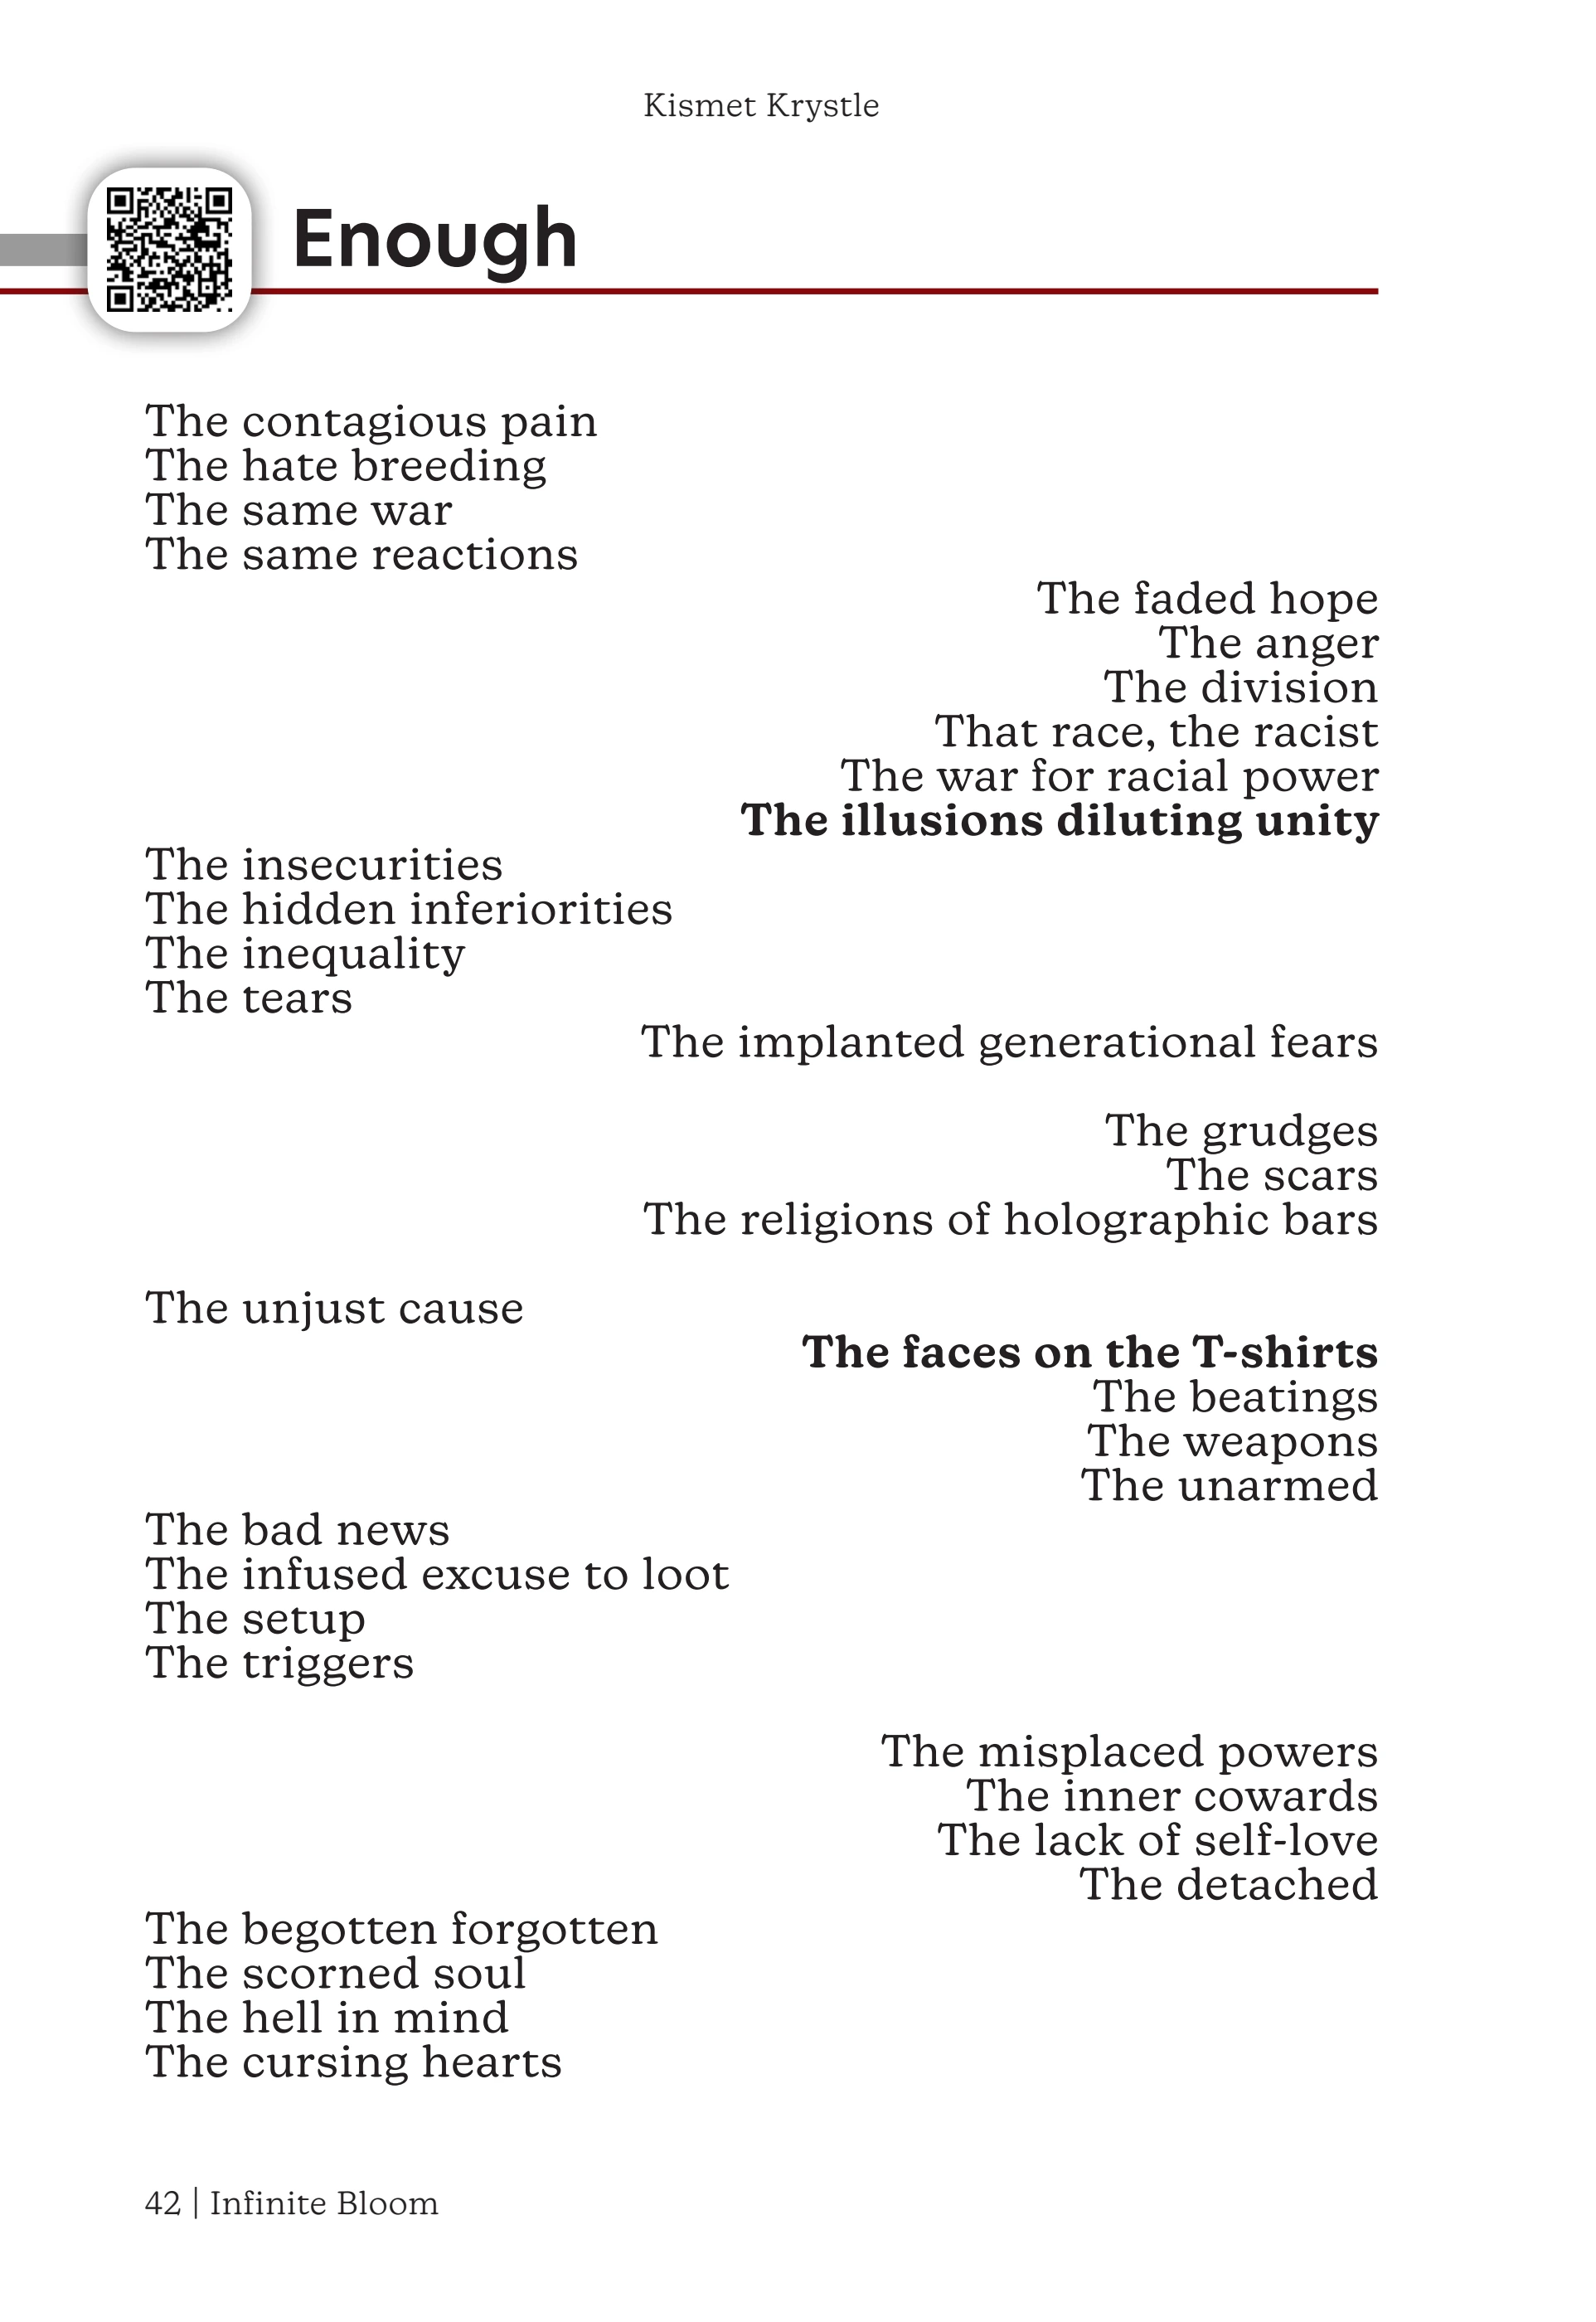 Kismet Krystle
Enough
The contagious pain
The hate breeding
The same war
The same reactions
The faded hope
The anger
The division
That race, the racist
The war for racial power
The illusions diluting unity
The insecurities
The hidden inferiorities
The inequality
The tears
The implanted generational fears
The grudges
The scars
The religions of holographic bars
The unjust cause
The faces on the T-shirts
The beatings
The weapons
The unarmed
The bad news
The infused excuse to loot
The setup
The triggers
The misplaced powers
The inner cowards
The lack of self-love
The detached
The begotten forgotten
The scorned soul
The hell in mind
The cursing hearts
42 | Infinite Bloom